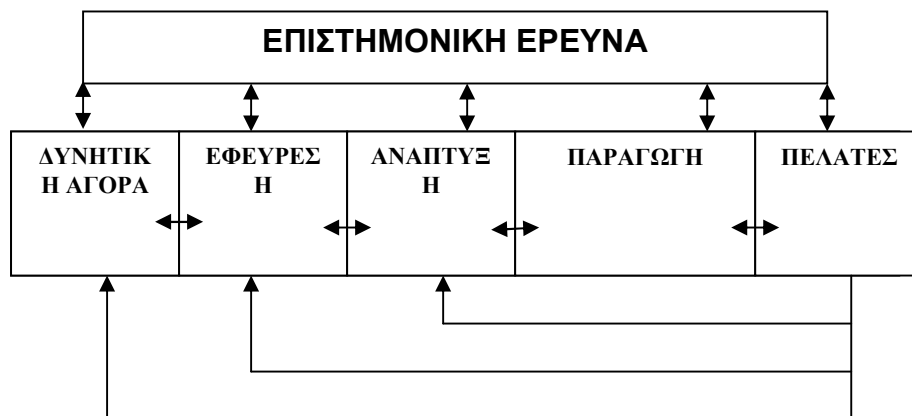 ΕΠΙΣΤΗΜΟΝΙΚΗ ΕΡΕΥΝΑ
ΔΥΝΗΤΙΚ
Η ΑΓΟΡΑ
ΕΦΕΥΡΕΣ
Η
ΑΝΑΠΤΥΞ
Η
ΠΑΡΑΓΩΓΗ
ΠΕΛΑΤΕΣ